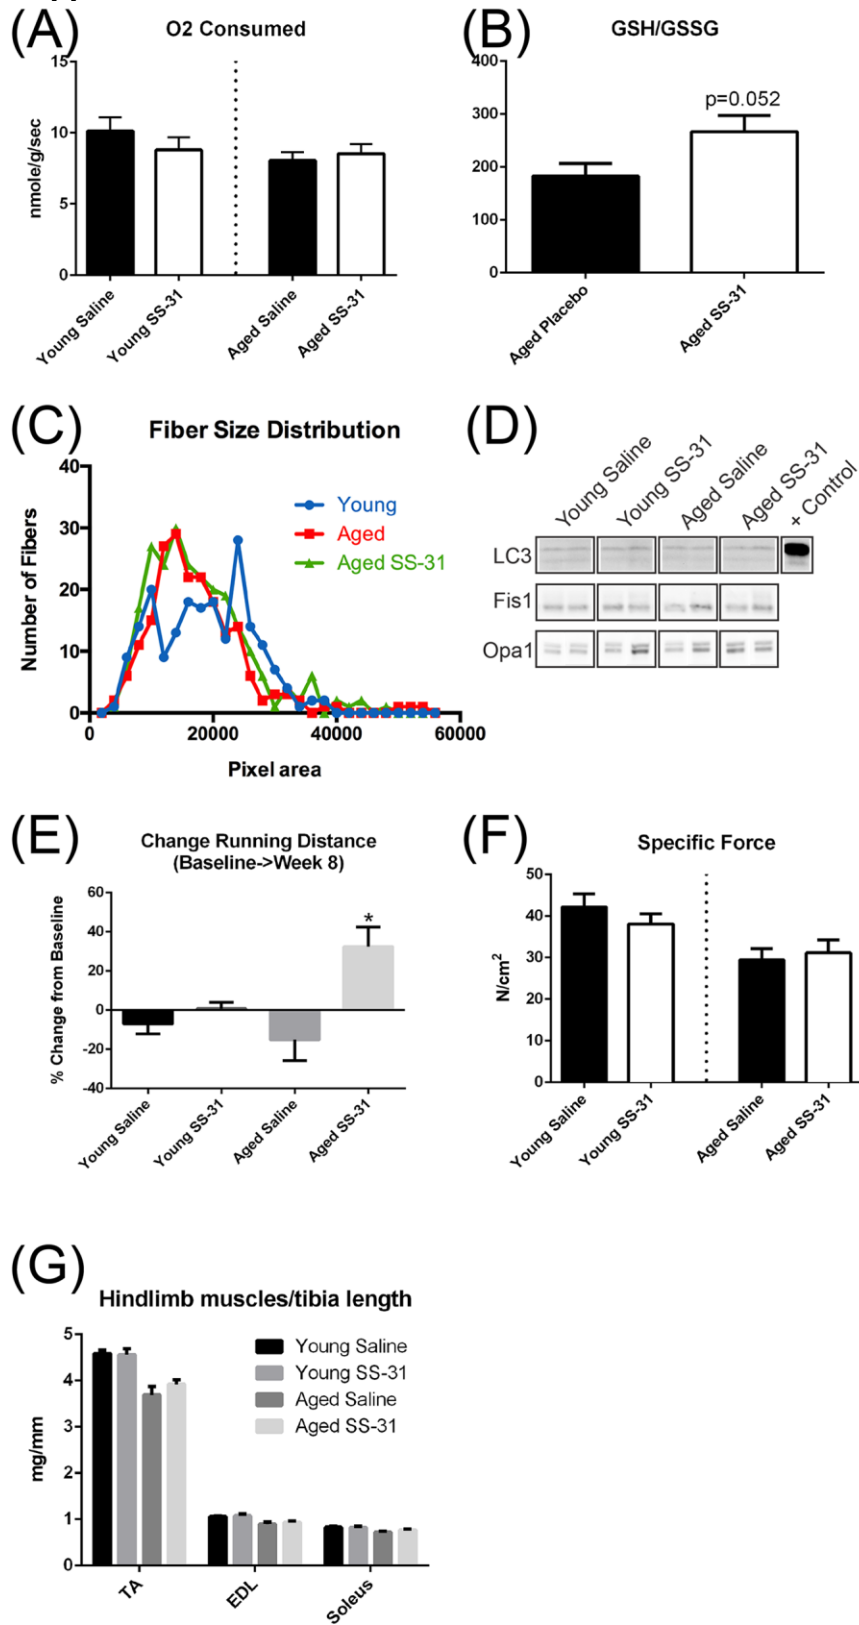 (A)
O2 Consumed
nmole/g/sec
15
10
5
0
Young Saline
Young SS-31
Aged Saline
Aged SS-31
(B)
GSH/GSSG
400
300
200
100
0
p=0.052
Aged Placebo
Aged SS-31
(C)
Fiber Size Distribution
Number of Fibers
40
30
20
10
0
Young
Aged
Aged SS-31
0
20000
40000
60000
Pixel area
(D)
Young Saline
Young SS-31
Aged Saline
Aged SS-31
+ Control
LC3
Fis1
Opa1
(E)
Change Running Distance
(Baseline->Week 8)
% Change from Baseline
60
40
20
0
-20
-40
*
Young Saline
Young SS-31
Aged Saline
Aged SS-31
(F)
Specific Force
N/cm²
50
40
30
20
10
0
Young Saline
Young SS-31
Aged Saline
Aged SS-31
(G)
Hindlimb muscles/tibia length
mg/mm
5
4
3
2
1
0
Young Saline
Young SS-31
Aged Saline
Aged SS-31
TA
EDL
Soleus